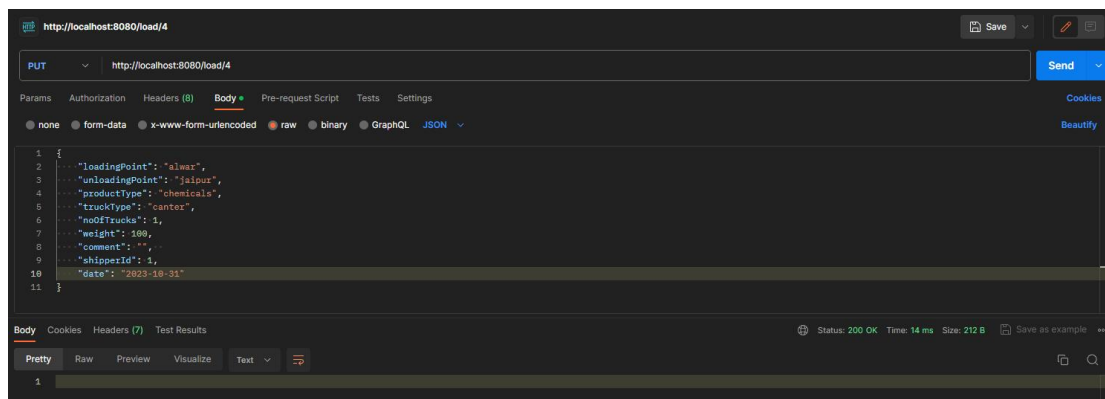 HTTP http://localhost:8080/load/4 Save
PUT http://localhost:8080/load/4 Send
Params Authorization Headers (8) Body Pre-request Script Tests Settings Cookies
none form-data x-www-form-urlencoded raw binary GraphQL JSON Beautify
1 {
2 "loadingPoint": "alwar",
3 "unloadingPoint": "jaipur",
4 "productType": "chemicals",
5 "truckType": "canter",
6 "noOfTrucks": 1,
7 "weight": 100,
8 "comment": "",
9 "shipperId": 1,
10 "date": "2023-10-31"
11 }
Body Cookies Headers (7) Test Results Status: 200 OK Time: 14 ms Size: 212 B Save as example
Pretty Raw Preview Visualize Text
1